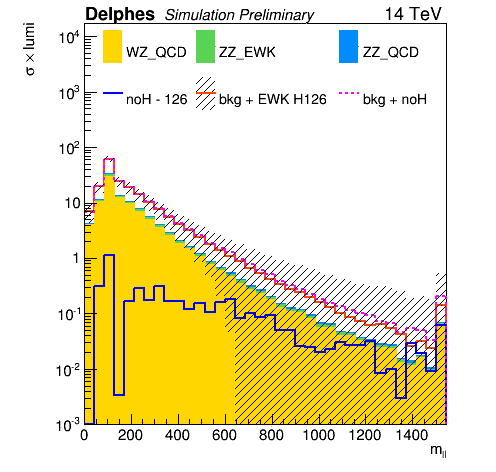 Delphes Simulation Preliminary 14 TeV
σ × lumi
10⁴
10³
10²
10
1
10⁻¹
10⁻²
10⁻³
WZ_QCD ZZ_EWK ZZ_QCD
noH - 126 bkg + EWK H126 bkg + noH
0 200 400 600 800 1000 1200 1400
m_ll